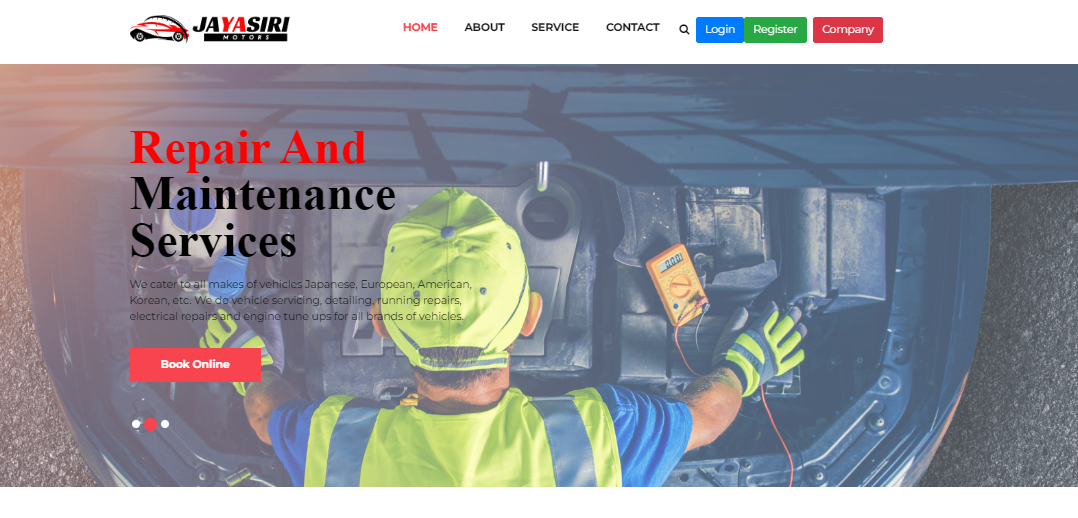 JAYASIRI
MOTORS
HOME ABOUT SERVICE CONTACT Login Register Company
Repair And
Maintenance
Services
We cater to all makes of vehicles Japanese, European, American,
Korean, etc. We do vehicle servicing, detailing, running repairs,
electrical repairs and engine tune ups for all brands of vehicles.
Book Online